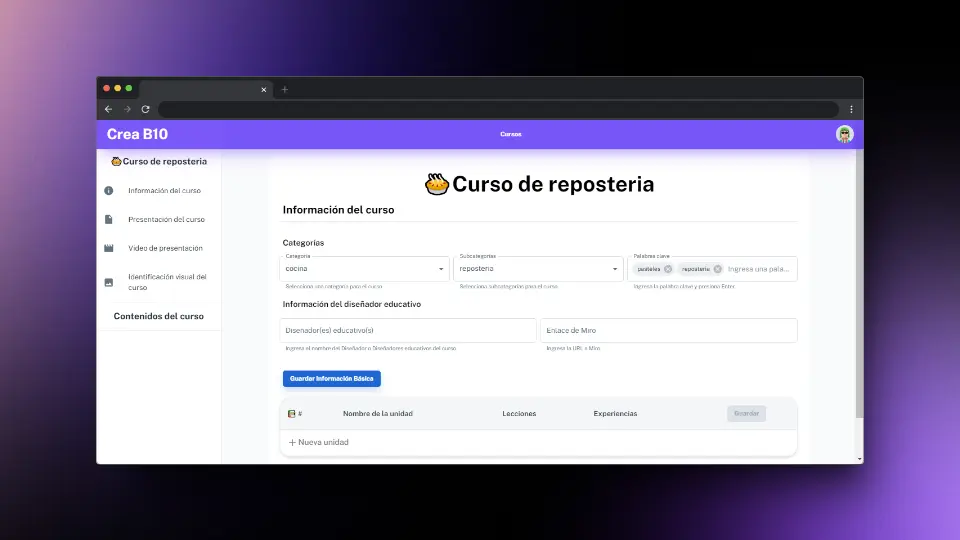 Crea B10
Cursos
Curso de reposteria
Información del curso
Presentación del curso
Video de presentación
Identificación visual del
curso
Contenidos del curso
Curso de reposteria
Información del curso
Categorías
Categoría Subcategorías Palabras clave
cocina reposteria pasteles reposteria Ingresa una pala...
Selecciona una categoría para el curso Selecciona subcategorías para el curso Ingresa la palabra clave y presiona Enter
Información del diseñador educativo
Diseñador(es) educativo(s) Enlace de Miro
Ingresa el nombre del Diseñador o Diseñadores educativos del curso Ingresa la URL a Miro
Guardar Información Básica
# Nombre de la unidad Lecciones Experiencias Guardar
+ Nueva unidad